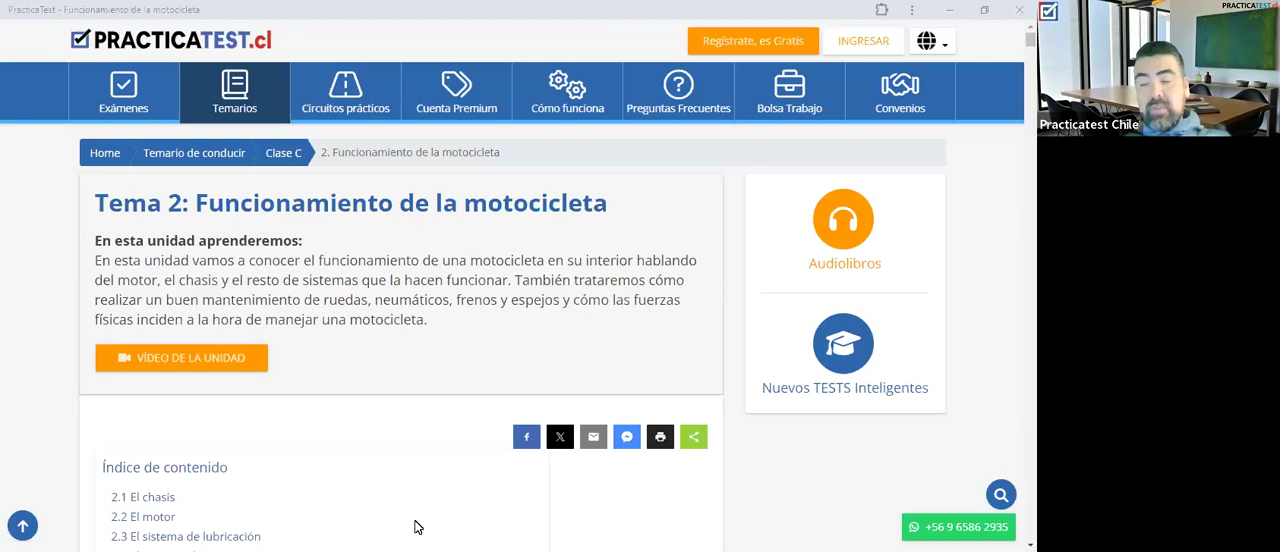 PracticaTest - Funcionamiento de la motocicleta
PRACTICATEST.cl
Regístrate, es Gratis
INGRESAR
Exámenes
Temarios
Circuitos prácticos
Cuenta Premium
Cómo funciona
Preguntas Frecuentes
Bolsa Trabajo
Convenios
Home
Temario de conducir
Clase C
2. Funcionamiento de la motocicleta
Tema 2: Funcionamiento de la motocicleta
En esta unidad aprenderemos:
En esta unidad vamos a conocer el funcionamiento de una motocicleta en su interior hablando
del motor, el chasis y el resto de sistemas que la hacen funcionar. También trataremos cómo
realizar un buen mantenimiento de ruedas, neumáticos, frenos y espejos y cómo las fuerzas
físicas inciden a la hora de manejar una motocicleta.
VÍDEO DE LA UNIDAD
Audiolibros
Nuevos TESTS Inteligentes
Índice de contenido
2.1 El chasis
2.2 El motor
2.3 El sistema de lubricación
+56 9 6586 2935
PRACTICATEST.cl
Practicatest Chile